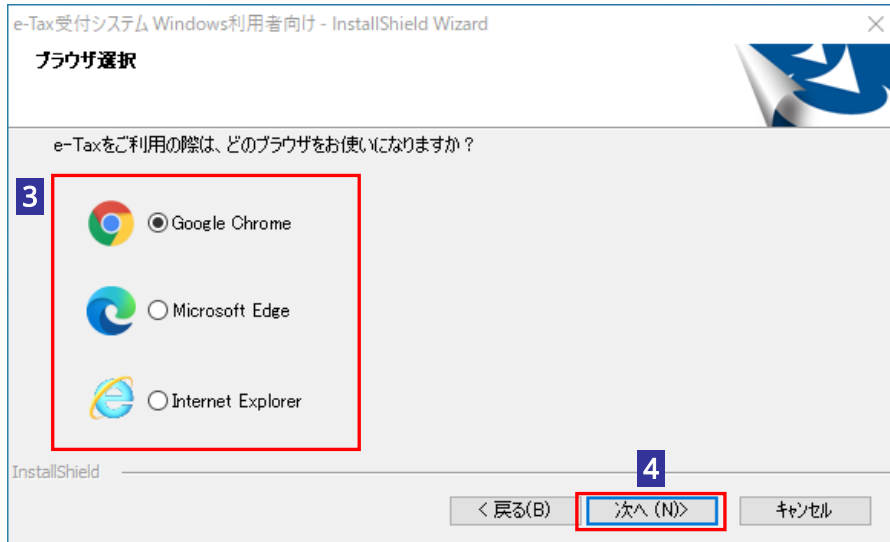 e-Tax受付システム Windows利用者向け - InstallShield Wizard
ブラウザ選択
e-Taxをご利用の際は、どのブラウザをお使いになりますか？
3
Google Chrome
Microsoft Edge
Internet Explorer
InstallShield
4
< 戻る(B)
次へ (N)>
キャンセル